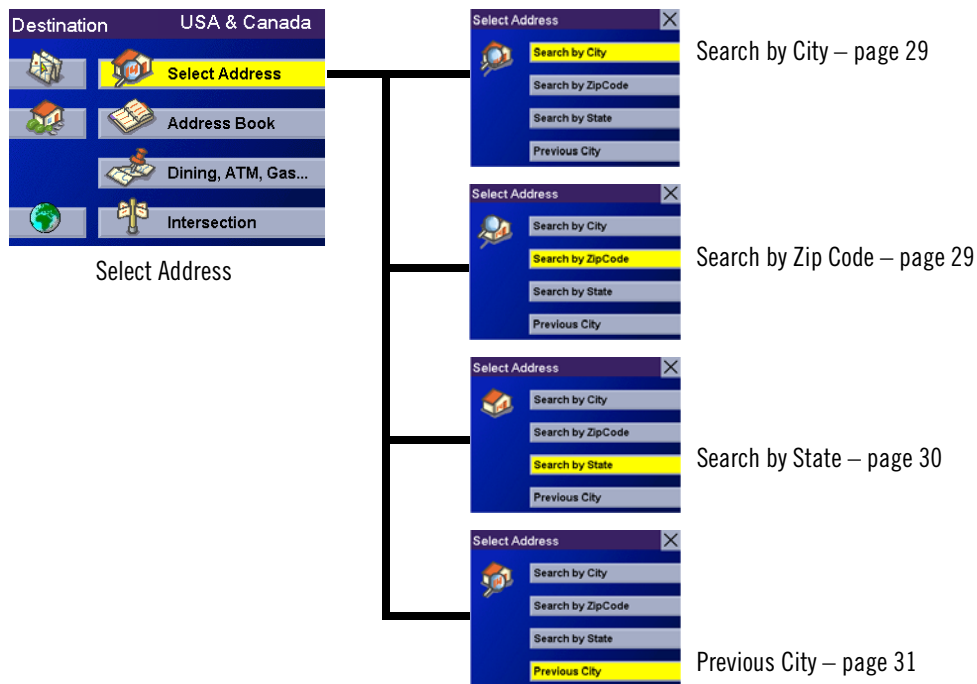 Destination USA & Canada
Select Address
Address Book
Dining, ATM, Gas...
Intersection
Select Address
Select Address
Search by City
Search by ZipCode
Search by State
Previous City
Search by City – page 29
Select Address
Search by City
Search by ZipCode
Search by State
Previous City
Search by Zip Code – page 29
Select Address
Search by City
Search by ZipCode
Search by State
Previous City
Search by State – page 30
Select Address
Search by City
Search by ZipCode
Search by State
Previous City
Previous City – page 31